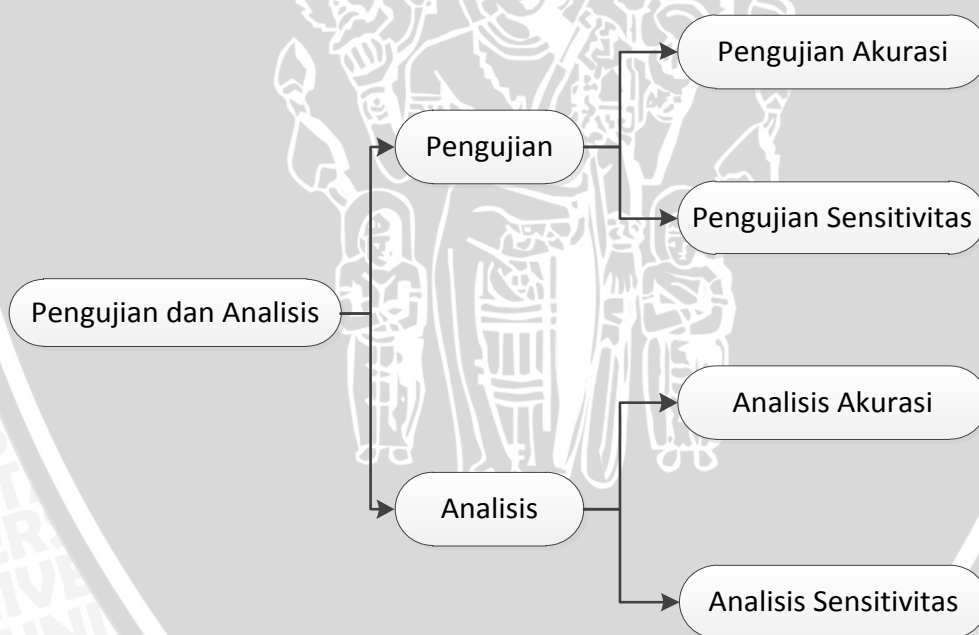 Pengujian Akurasi
Pengujian
Pengujian Sensitivitas
Pengujian dan Analisis
Analisis Akurasi
Analisis
Analisis Sensitivitas